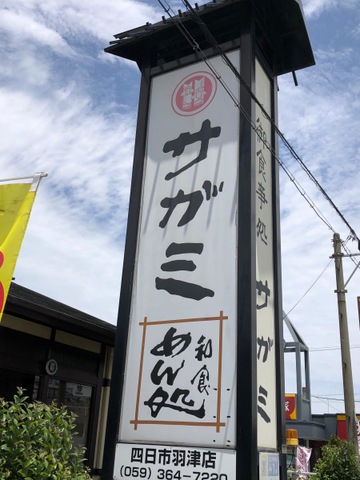 サガミ
和食
めん処
四日市羽津店
(059) 364-7220
和食麺処
サガミ